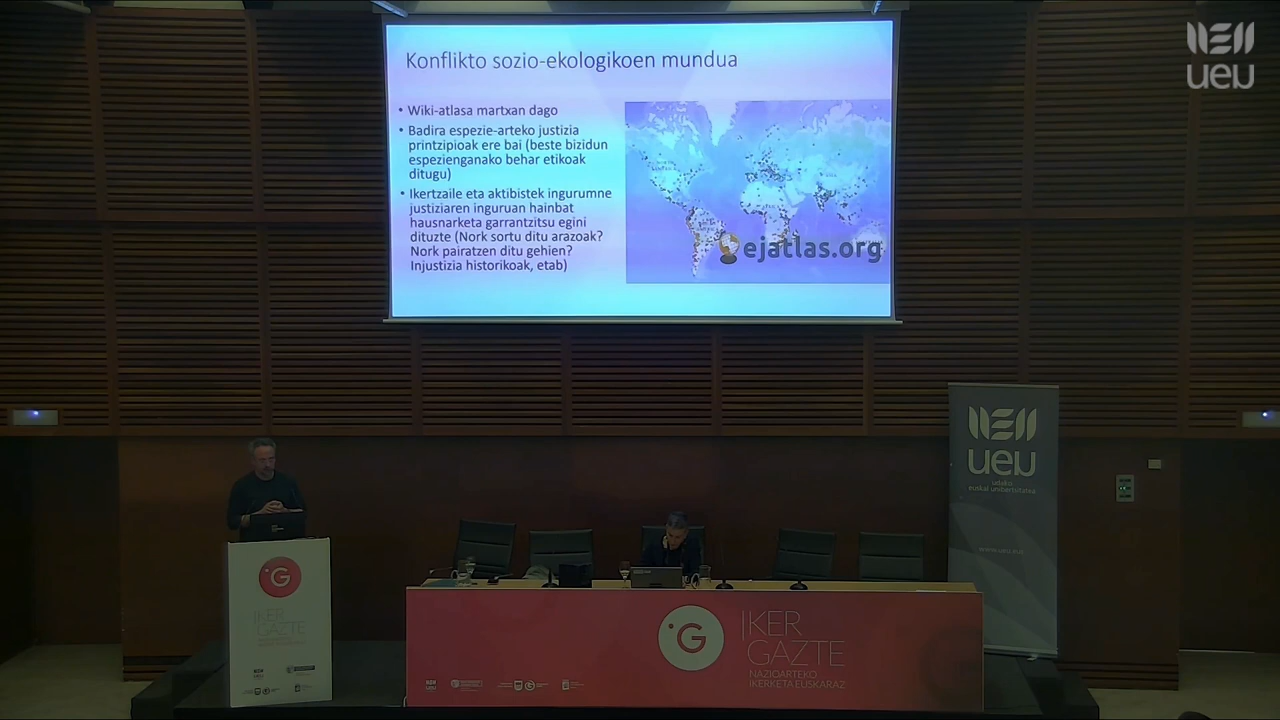 Konflikto sozio-ekologikoen mundua
• Wiki-atlasa martxan dago
• Badira espezie-arteko justizia
printzipioak ere bai (beste bizidun
espezienganako behar etikoak
ditugu)
• Ikertzaile eta aktibistek ingurumne
justiziaren inguruan hainbat
hausnarketa garrantzitsu egini
dituzte (Nork sortu ditu arazoak?
Nork pairatzen ditu gehien?
Injustizia historikoak, etab)
ejatlas.org
ueu
ueu
udako
euskal unibertsitatea
www.ueu.eus
G
IKER
GAZTE
G
IKER
GAZTE
NAZIOARTEKO
IKERKETA EUSKARAZ